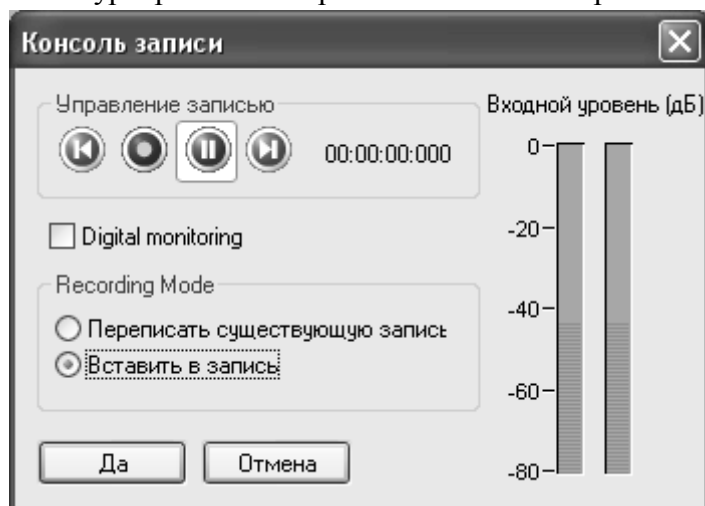 Консоль записи
Управление записью
00:00:00:000
Digital monitoring
Recording Mode
Переписать существующую запись
Вставить в запись
Да
Отмена
Входной уровень (дБ)
0
-20
-40
-60
-80